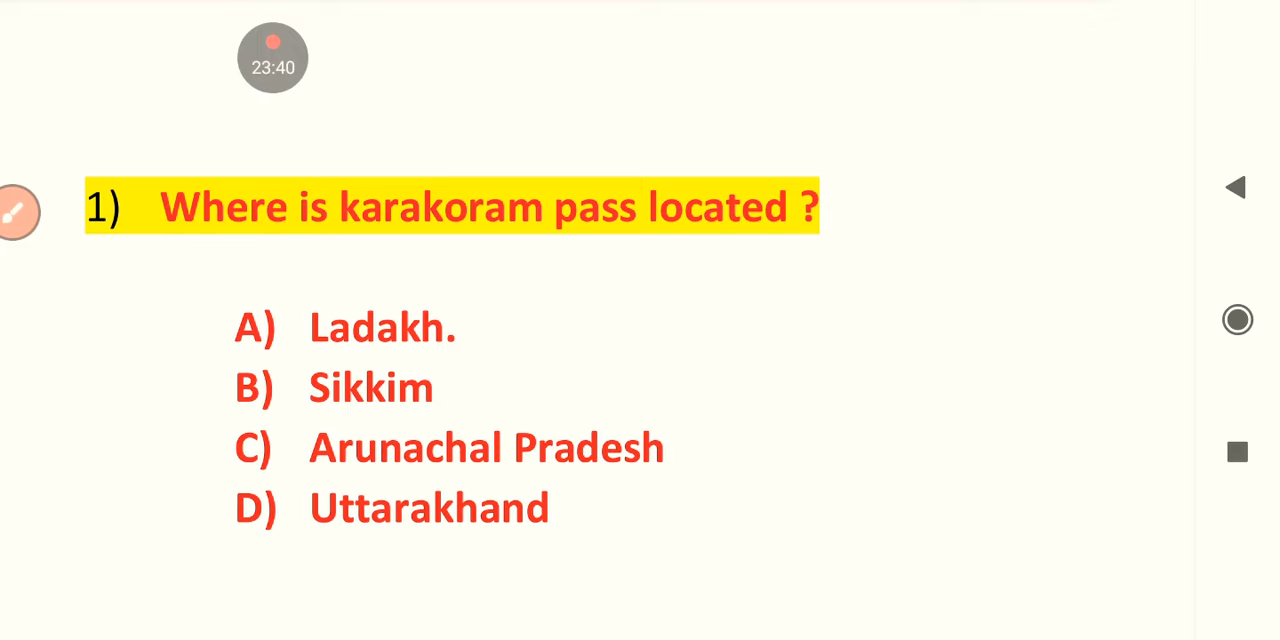 23:40
1) Where is karakoram pass located ?
A) Ladakh.
B) Sikkim
C) Arunachal Pradesh
D) Uttarakhand